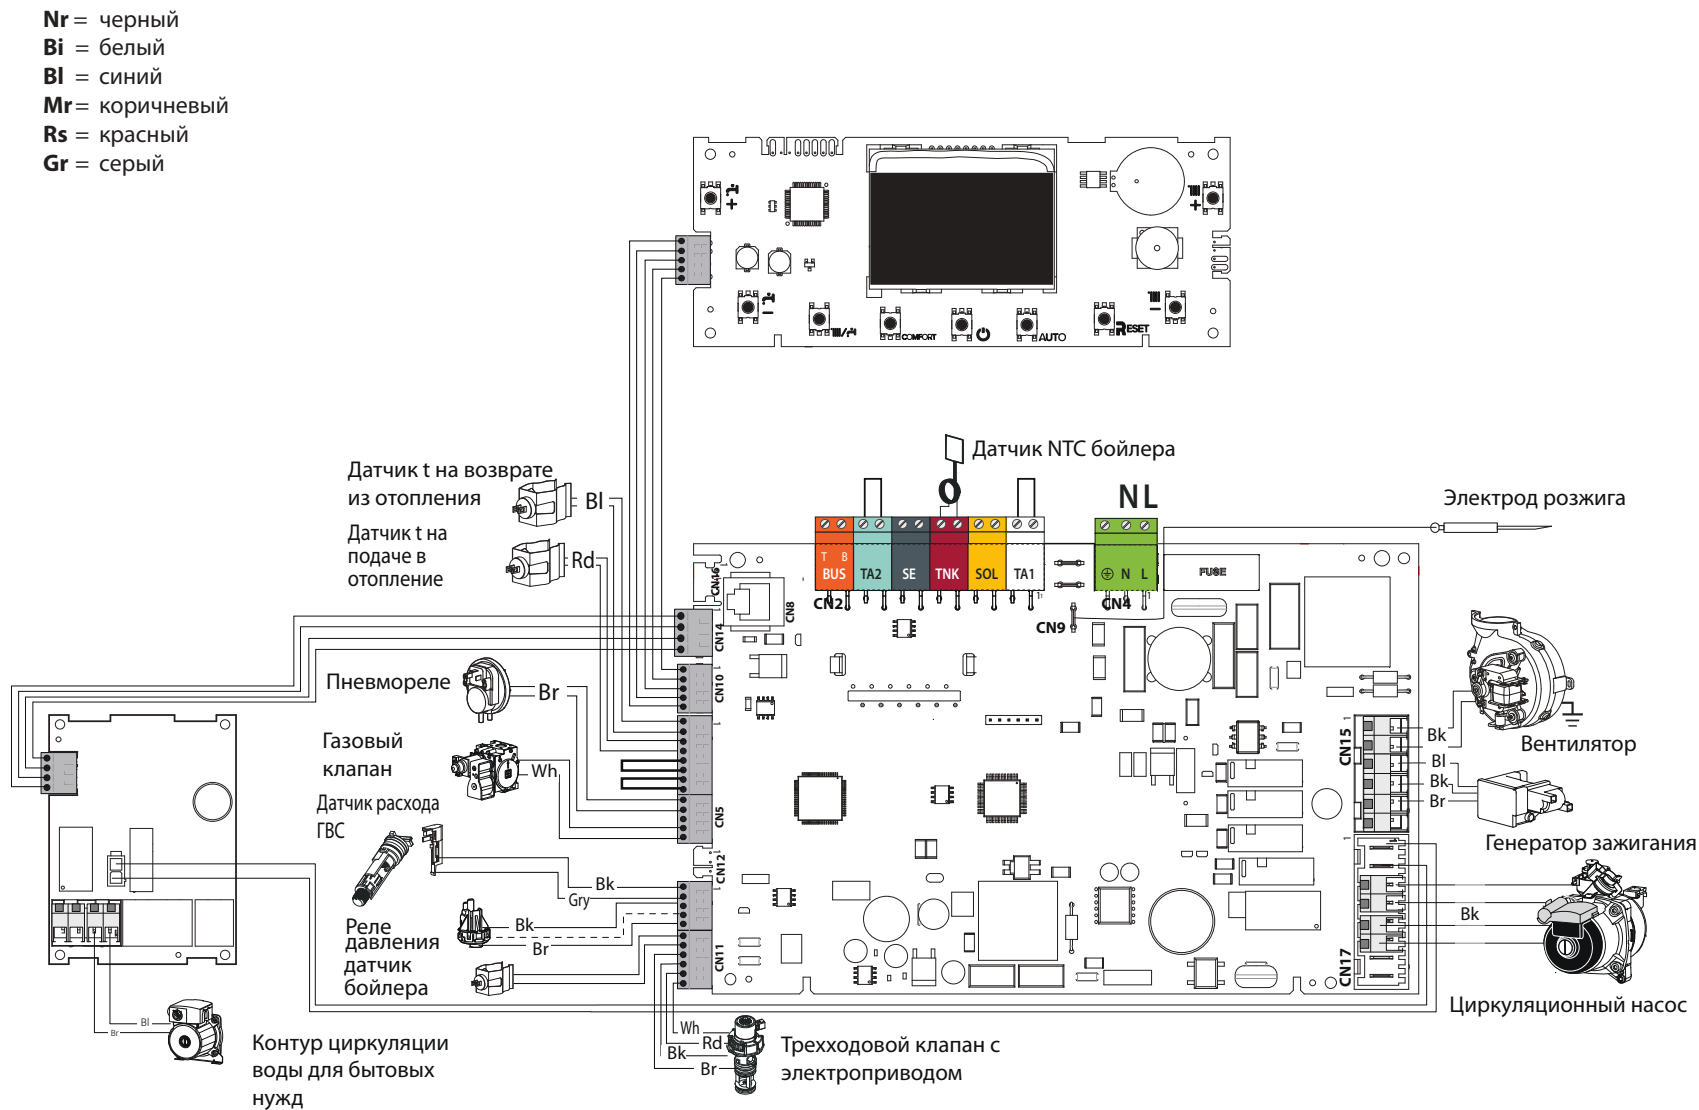 Nr = черный
Bi = белый
Bl = синий
Mr = коричневый
Rs = красный
Gr = серый
COMFORT
AUTO
RESET
Датчик NTC бойлера
Датчик t на возврате
из отопления
Bl
Датчик t на
подаче в
отопление
Rd
N L
Электрод розжига
T B
BUS TA2 SE TNK SOL TA1
N L
FUSE
CN2
CN4
CN9
CN16
CN8
CN14
CN10
CN5
CN12
CN11
CN15
CN17
Пневмореле
Br
Газовый
клапан
Wh
Датчик расхода
ГВС
Bk
Gry
Реле
давления
Bk
Br
датчик
бойлера
Bk
Bl
Bk
Br
Вентилятор
Генератор зажигания
Bk
Циркуляционный насос
Bl
Br
Контур циркуляции
воды для бытовых
нужд
Wh
Rd
Bk
Br
Трехходовой клапан с
электроприводом